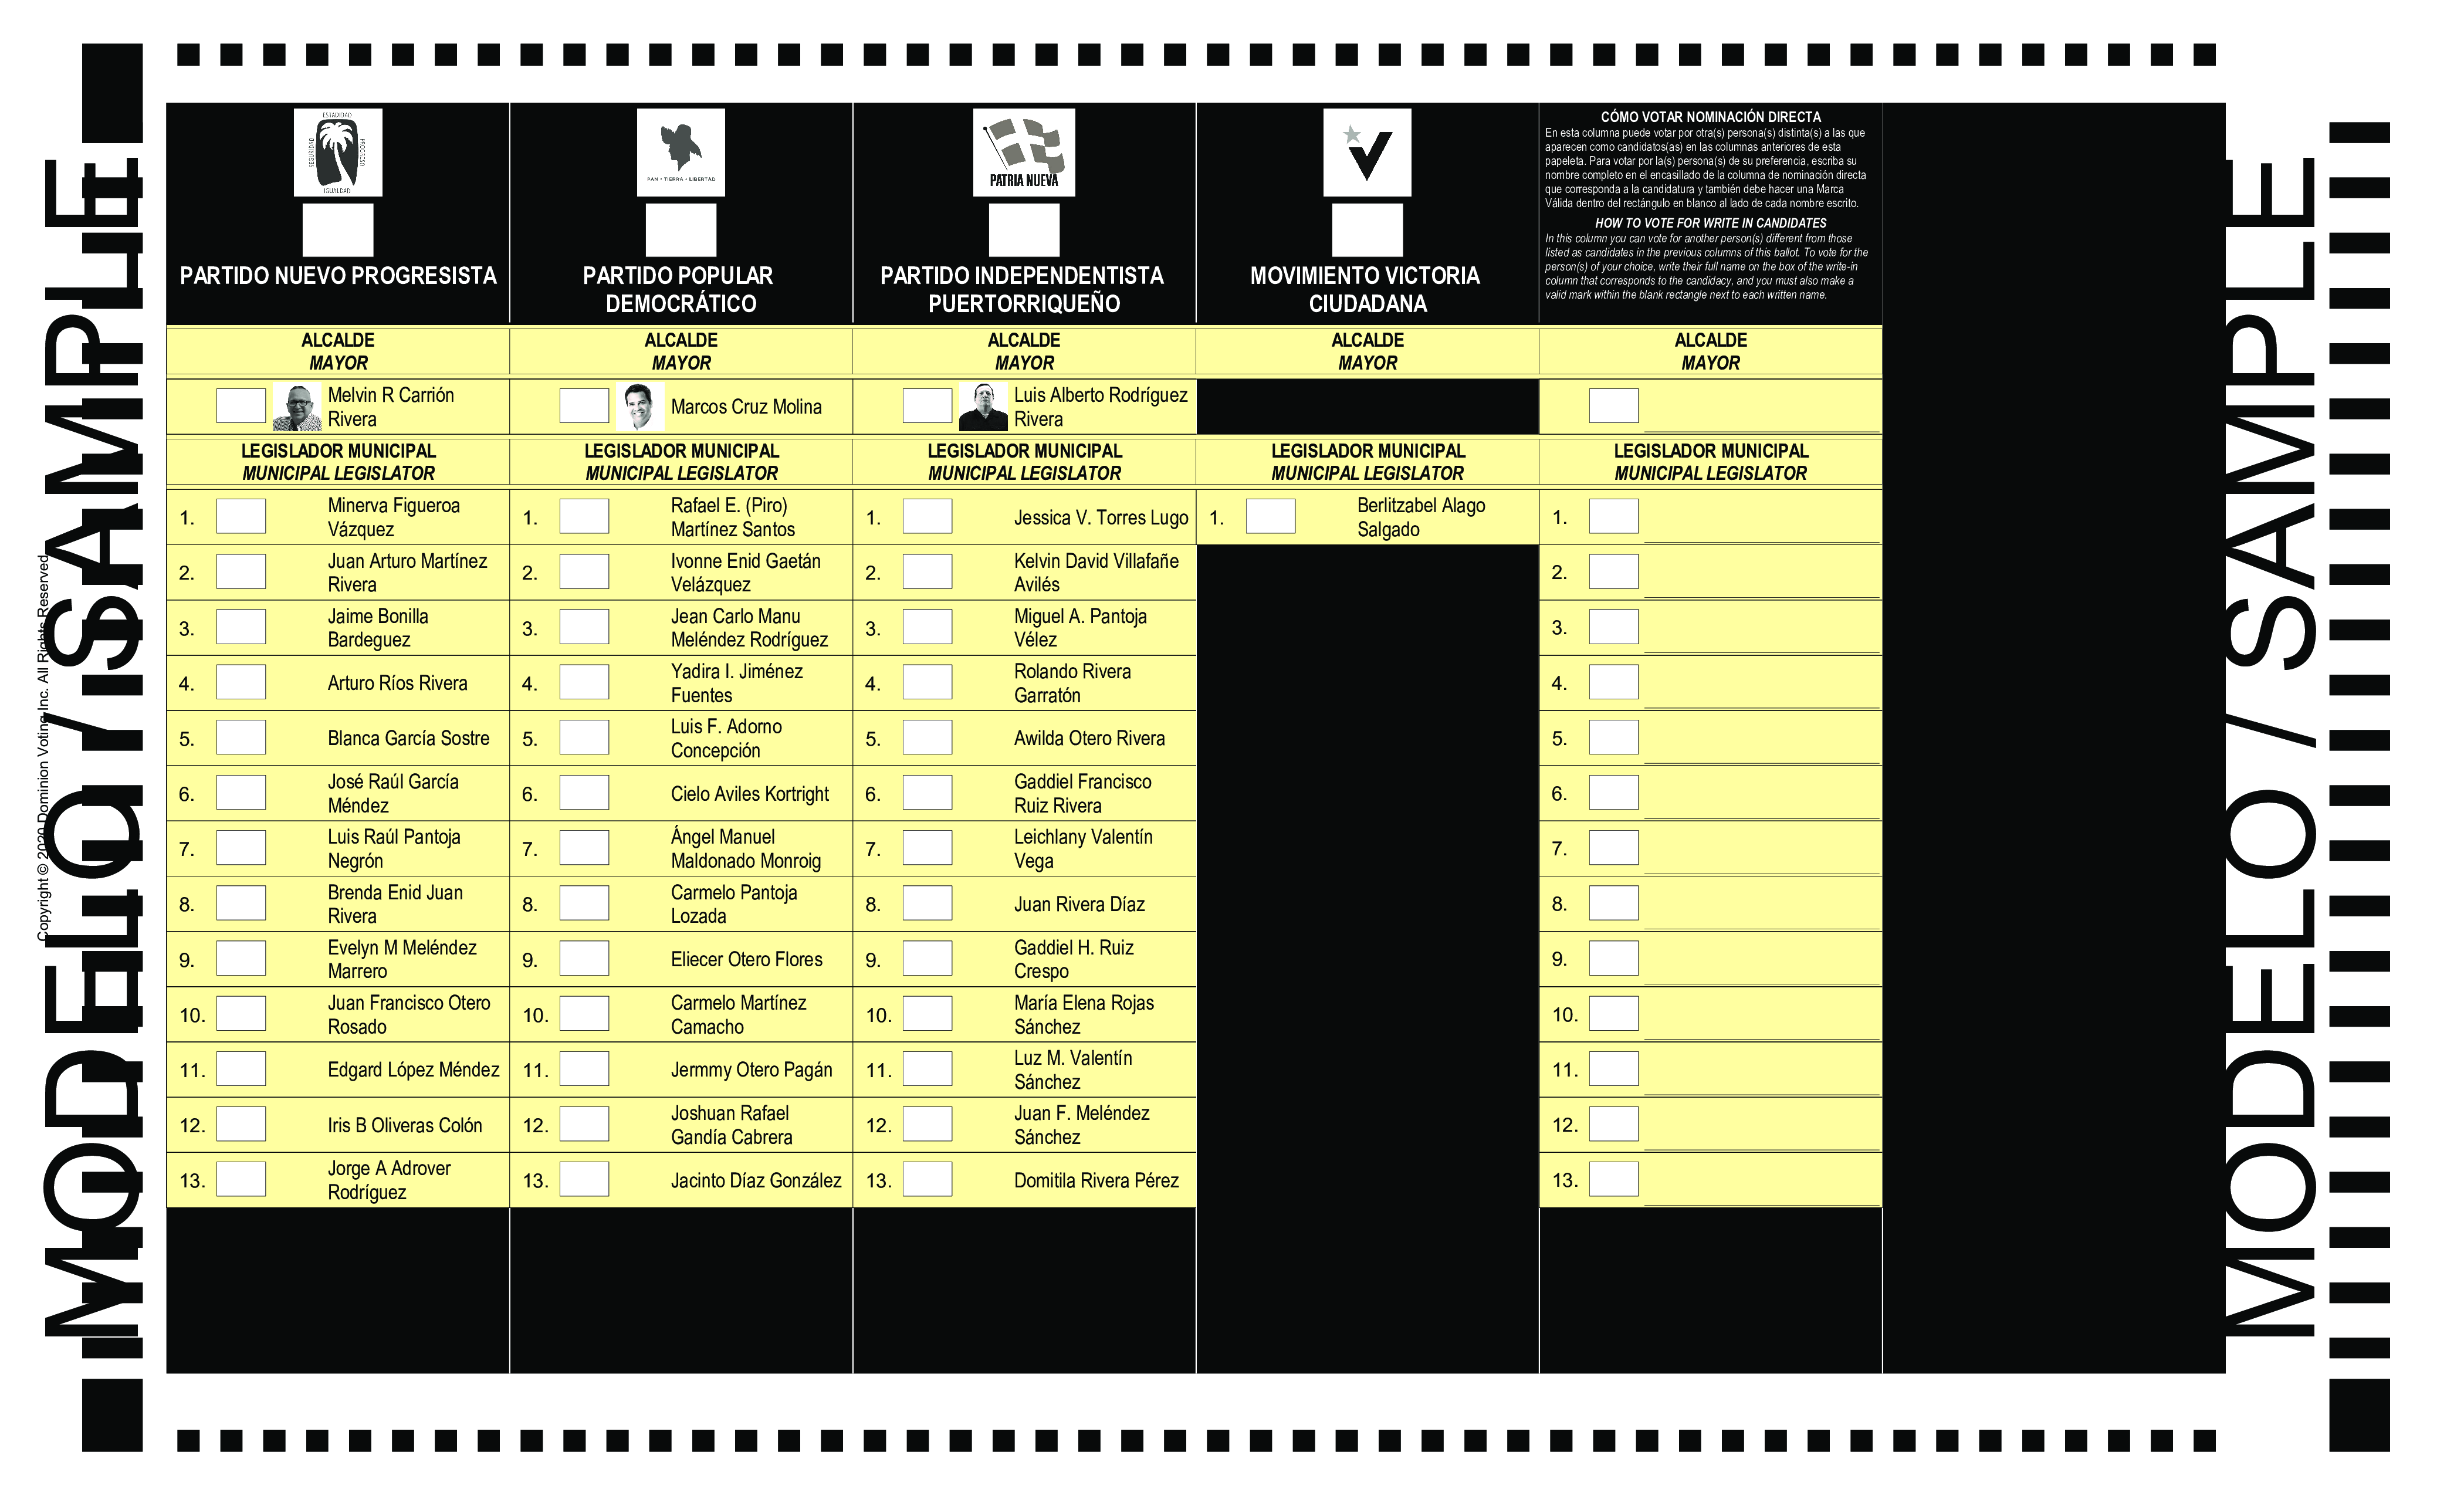 MODELO / SAMPLE
Copyright © 2020 Dominion Voting Inc. All Rights Reserved
ESTADIDAD
SEGURIDAD
PROGRESO
IGUALDAD
PARTIDO NUEVO PROGRESISTA
PAN • TIERRA • LIBERTAD
PARTIDO POPULAR
DEMOCRÁTICO
PATRIA NUEVA
PARTIDO INDEPENDENTISTA
PUERTORRIQUEÑO
MOVIMIENTO VICTORIA
CIUDADANA
CÓMO VOTAR NOMINACIÓN DIRECTA
En esta columna puede votar por otra(s) persona(s) distinta(s) a las que
aparecen como candidatos(as) en las columnas anteriores de esta
papeleta. Para votar por la(s) persona(s) de su preferencia, escriba su
nombre completo en el encasillado de la columna de nominación directa
que corresponda a la candidatura y también debe hacer una Marca
Válida dentro del rectángulo en blanco al lado de cada nombre escrito.
HOW TO VOTE FOR WRITE IN CANDIDATES
In this column you can vote for another person(s) different from those
listed as candidates in the previous columns of this ballot. To vote for the
person(s) of your choice, write their full name on the box of the write-in
column that corresponds to the candidacy, and you must also make a
valid mark within the blank rectangle next to each written name.
ALCALDE
MAYOR
Melvin R Carrión
Rivera
LEGISLADOR MUNICIPAL
MUNICIPAL LEGISLATOR
1. Minerva Figueroa
Vázquez
2. Juan Arturo Martínez
Rivera
3. Jaime Bonilla
Bardeguez
4. Arturo Ríos Rivera
5. Blanca García Sostre
6. José Raúl García
Méndez
7. Luis Raúl Pantoja
Negrón
8. Brenda Enid Juan
Rivera
9. Evelyn M Meléndez
Marrero
10. Juan Francisco Otero
Rosado
11. Edgard López Méndez
12. Iris B Oliveras Colón
13. Jorge A Adrover
Rodríguez
ALCALDE
MAYOR
Marcos Cruz Molina
LEGISLADOR MUNICIPAL
MUNICIPAL LEGISLATOR
1. Rafael E. (Piro)
Martínez Santos
2. Ivonne Enid Gaetán
Velázquez
3. Jean Carlo Manu
Meléndez Rodríguez
4. Yadira I. Jiménez
Fuentes
5. Luis F. Adorno
Concepción
6. Cielo Aviles Kortright
7. Ángel Manuel
Maldonado Monroig
8. Carmelo Pantoja
Lozada
9. Eliecer Otero Flores
10. Carmelo Martínez
Camacho
11. Jermmy Otero Pagán
12. Joshuan Rafael
Gandía Cabrera
13. Jacinto Díaz González
ALCALDE
MAYOR
Luis Alberto Rodríguez
Rivera
LEGISLADOR MUNICIPAL
MUNICIPAL LEGISLATOR
1. Jessica V. Torres Lugo
2. Kelvin David Villafañe
Avilés
3. Miguel A. Pantoja
Vélez
4. Rolando Rivera
Garratón
5. Awilda Otero Rivera
6. Gaddiel Francisco
Ruiz Rivera
7. Leichlany Valentín
Vega
8. Juan Rivera Díaz
9. Gaddiel H. Ruiz
Crespo
10. María Elena Rojas
Sánchez
11. Luz M. Valentín
Sánchez
12. Juan F. Meléndez
Sánchez
13. Domitila Rivera Pérez
ALCALDE
MAYOR
LEGISLADOR MUNICIPAL
MUNICIPAL LEGISLATOR
1. Berlitzabel Alago
Salgado
ALCALDE
MAYOR
LEGISLADOR MUNICIPAL
MUNICIPAL LEGISLATOR
1.
2.
3.
4.
5.
6.
7.
8.
9.
10.
11.
12.
13.
MODELO / SAMPLE